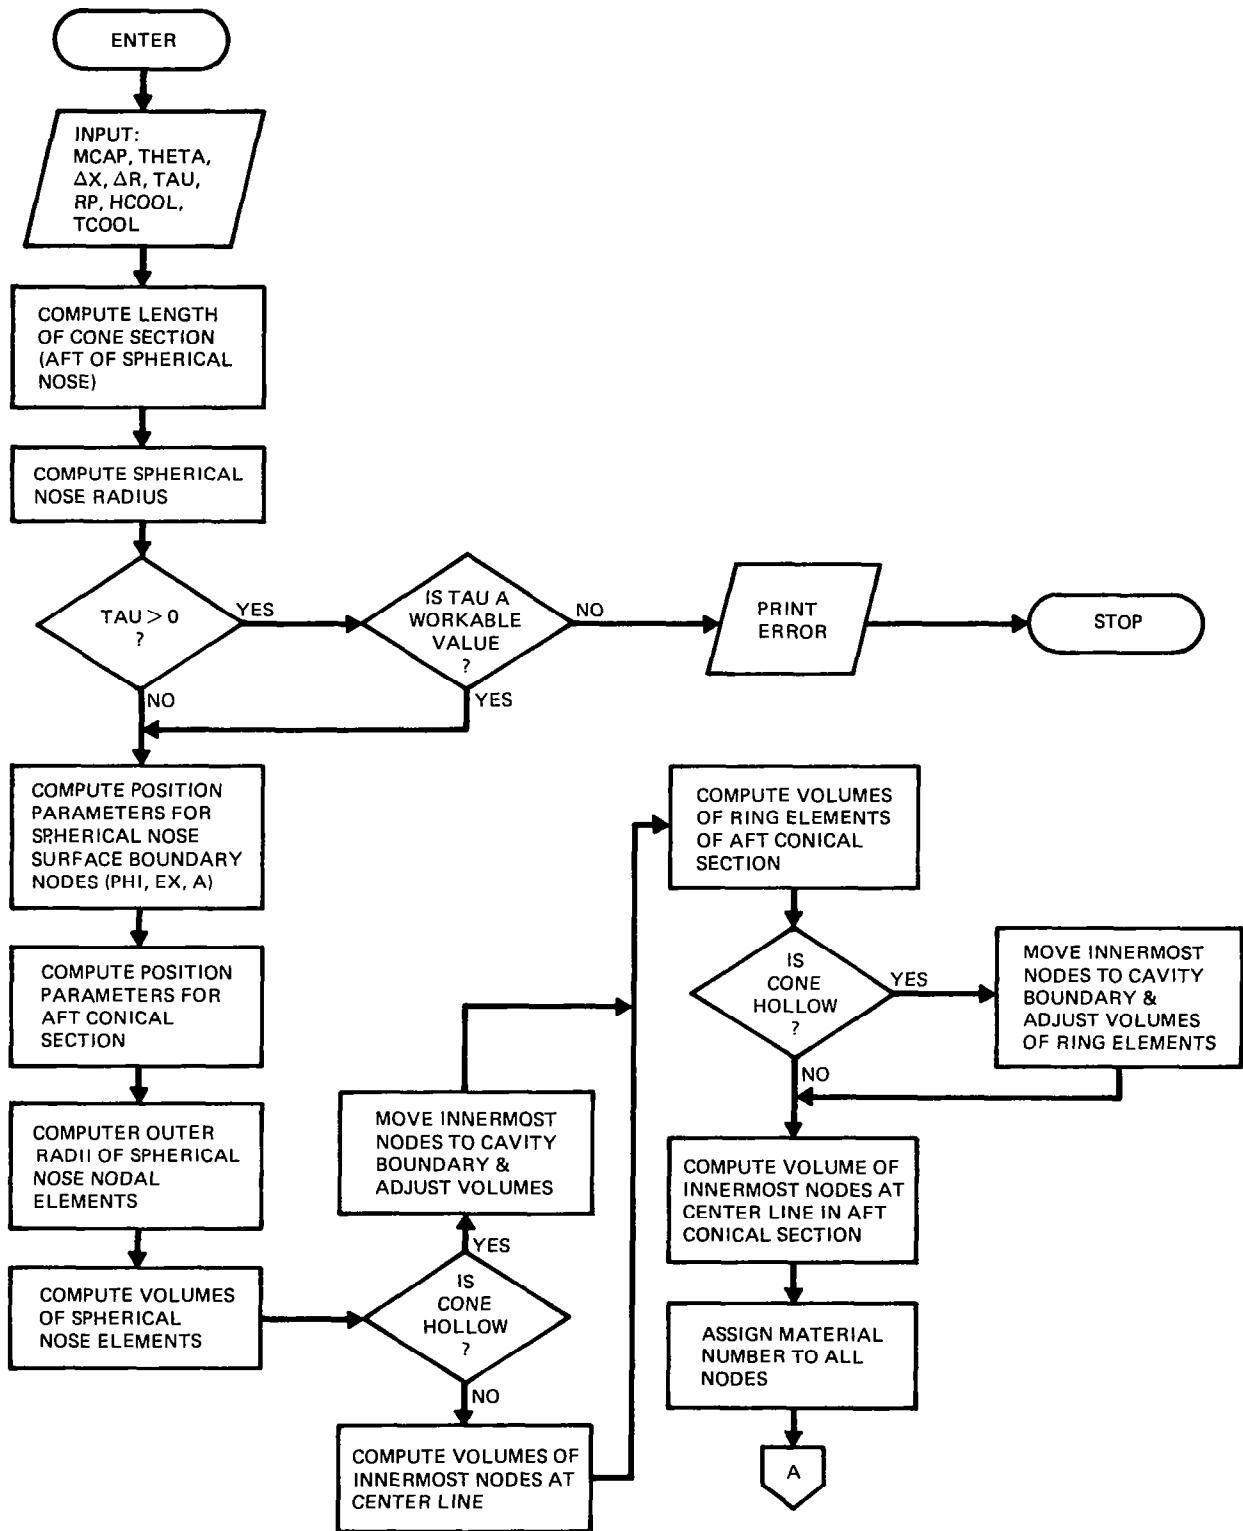 ENTER
INPUT:
MCAP, THETA,
ΔX, ΔR, TAU,
RP, HCOOL,
TCOOL
COMPUTE LENGTH
OF CONE SECTION
(AFT OF SPHERICAL
NOSE)
COMPUTE SPHERICAL
NOSE RADIUS
TAU > 0
?
YES
NO
IS TAU A
WORKABLE
VALUE
?
NO
YES
PRINT
ERROR
STOP
COMPUTE POSITION
PARAMETERS FOR
SPHERICAL NOSE
SURFACE BOUNDARY
NODES (PHI, EX, A)
COMPUTE POSITION
PARAMETERS FOR
AFT CONICAL
SECTION
COMPUTER OUTER
RADII OF SPHERICAL
NOSE NODAL
ELEMENTS
COMPUTE VOLUMES
OF SPHERICAL
NOSE ELEMENTS
IS
CONE
HOLLOW
?
YES
NO
MOVE INNERMOST
NODES TO CAVITY
BOUNDARY &
ADJUST VOLUMES
COMPUTE VOLUMES OF
INNERMOST NODES AT
CENTER LINE
COMPUTE VOLUMES
OF RING ELEMENTS
OF AFT CONICAL
SECTION
IS
CONE
HOLLOW
?
YES
NO
MOVE INNERMOST
NODES TO CAVITY
BOUNDARY &
ADJUST VOLUMES
OF RING ELEMENTS
COMPUTE VOLUME OF
INNERMOST NODES AT
CENTER LINE IN AFT
CONICAL SECTION
ASSIGN MATERIAL
NUMBER TO ALL
NODES
A